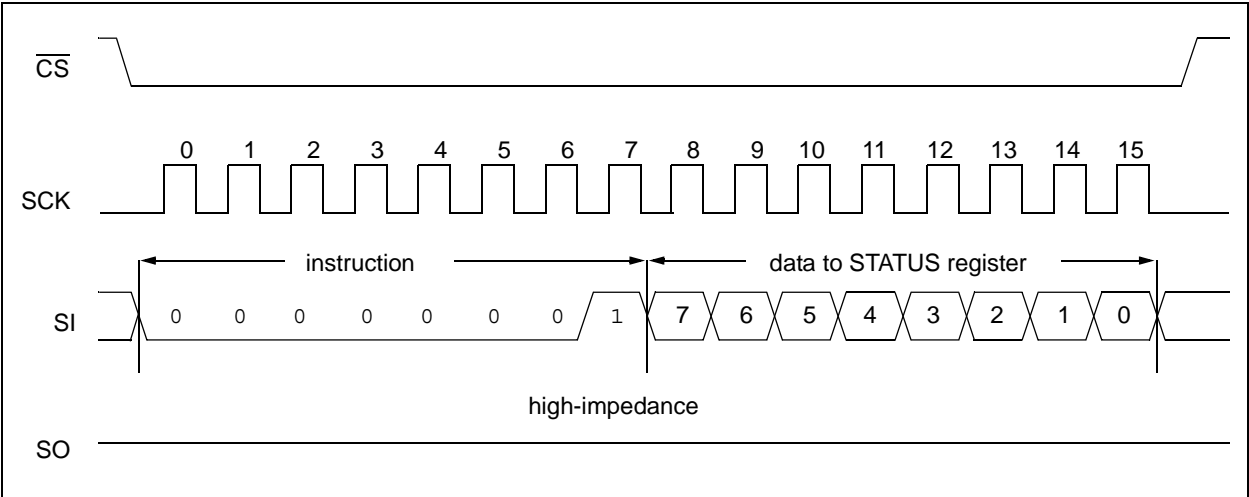 CS
0 1 2 3 4 5 6 7 8 9 10 11 12 13 14 15
SCK
instruction data to STATUS register
SI 0 0 0 0 0 0 0 1 7 6 5 4 3 2 1 0
high-impedance
SO